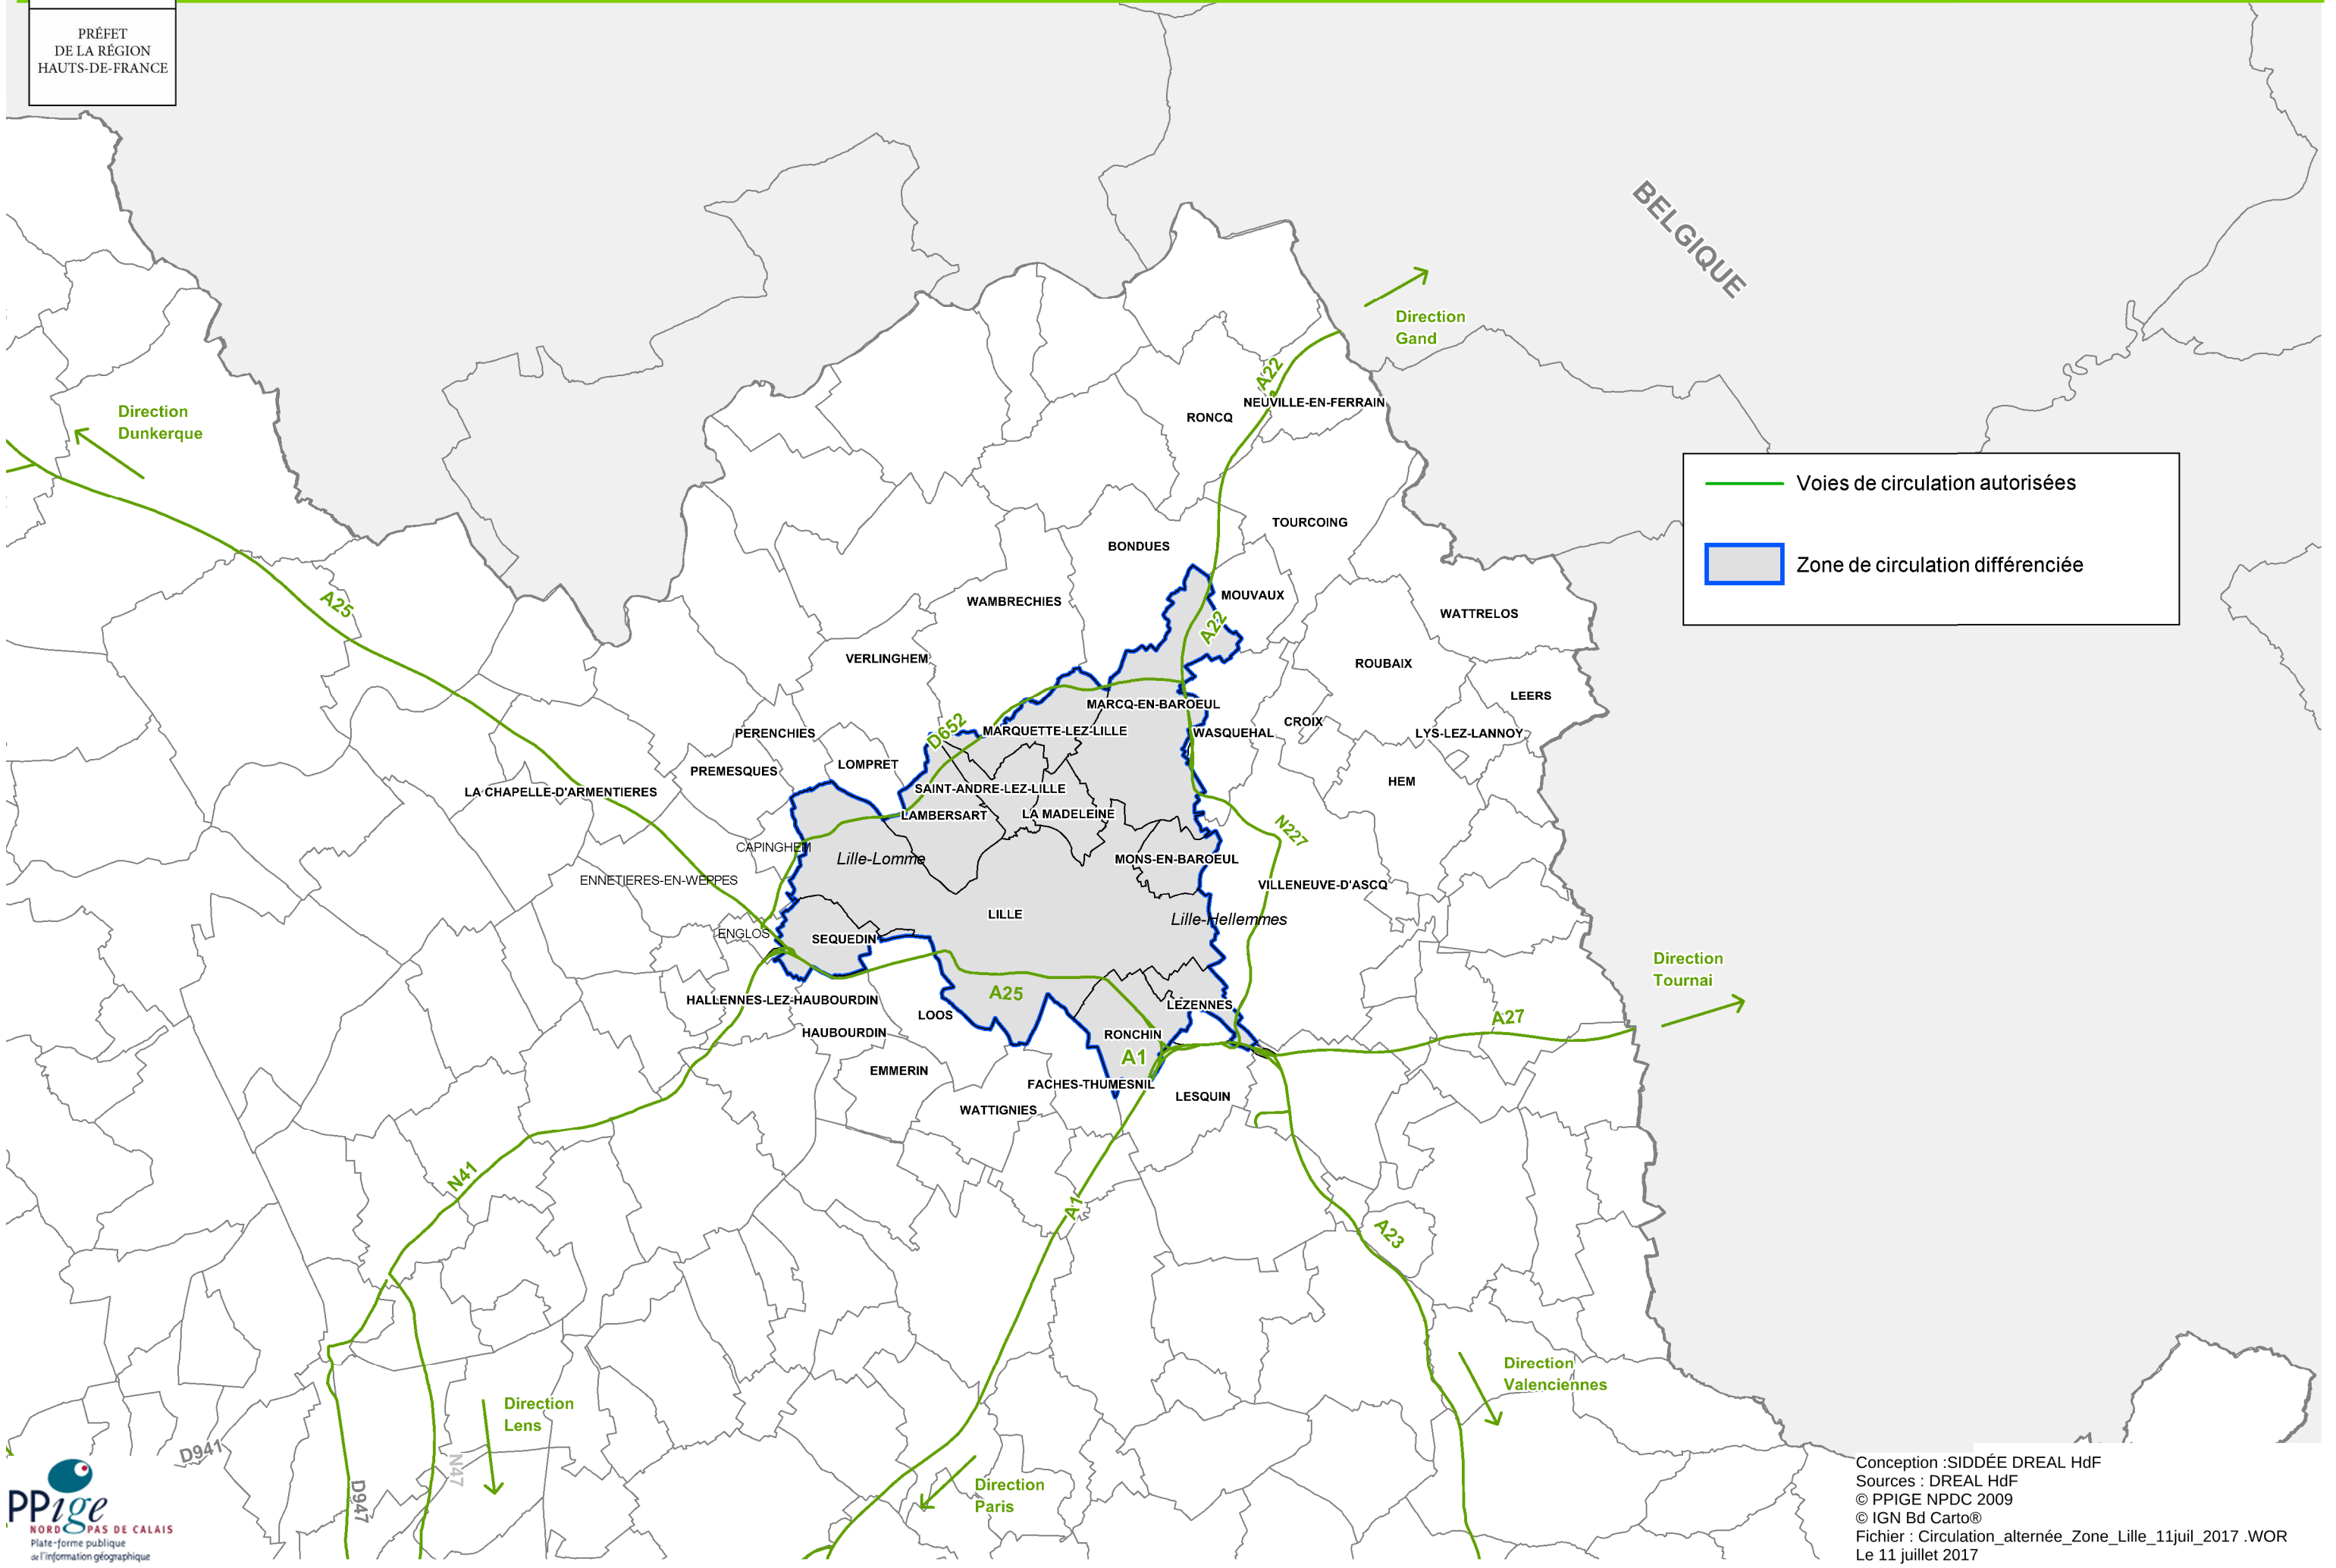 PRÉFET
DE LA RÉGION
HAUTS-DE-FRANCE
BELGIQUE
Direction
Gand
A22
NEUVILLE-EN-FERRAIN
RONCQ
Direction
Dunkerque
Voies de circulation autorisées
Zone de circulation différenciée
TOURCOING
BONDUES
A25
WAMBRECHIES
MOUVAUX
A22
WATTRELOS
VERLINGHEM
ROUBAIX
LEERS
MARCQ-EN-BAROEUL
CROIX
D652
MARQUETTE-LEZ-LILLE
PERENCHIES
WASQUEHAL
LYS-LEZ-LANNOY
LOMPRET
PREMESQUES
HEM
LA CHAPELLE-D'ARMENTIERES
SAINT-ANDRE-LEZ-LILLE
LAMBERSART
LA MADELEINE
N227
CAPINGHEM
Lille-Lomme
MONS-EN-BAROEUL
ENNETIERES-EN-WEPPES
VILLENEUVE-D'ASCQ
LILLE
Lille-Hellemmes
ENGLOS
SEQUEDIN
Direction
Tournai
A25
HALLENNES-LEZ-HAUBOURDIN
LEZENNES
LOOS
A27
HAUBOURDIN
RONCHIN
A1
EMMERIN
FACHES-THUMESNIL
LESQUIN
WATTIGNIES
N41
A1
A23
Direction
Valenciennes
Direction
Lens
D941
N47
D947
Direction
Paris
PPige
NORD PAS DE CALAIS
Plate-forme publique
de l'information géographique
Conception :SIDDÉE DREAL HdF
Sources : DREAL HdF
© PPIGE NPDC 2009
© IGN Bd Carto®
Fichier : Circulation_alternée_Zone_Lille_11juil_2017 .WOR
Le 11 juillet 2017